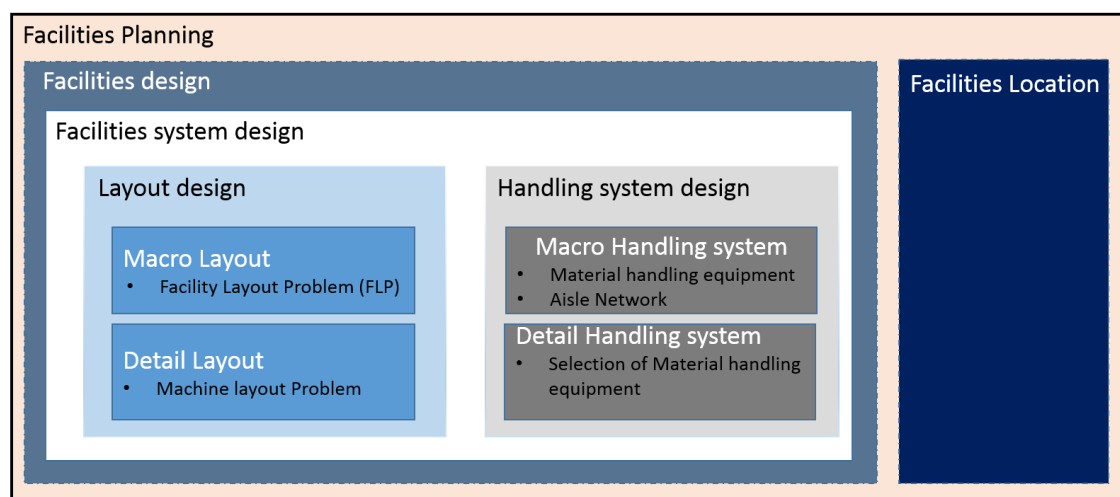 Facilities Planning
Facilities design
Facilities Location
Facilities system design
Layout design
Macro Layout
• Facility Layout Problem (FLP)
Detail Layout
• Machine layout Problem
Handling system design
Macro Handling system
• Material handling equipment
• Aisle Network
Detail Handling system
• Selection of Material handling
equipment